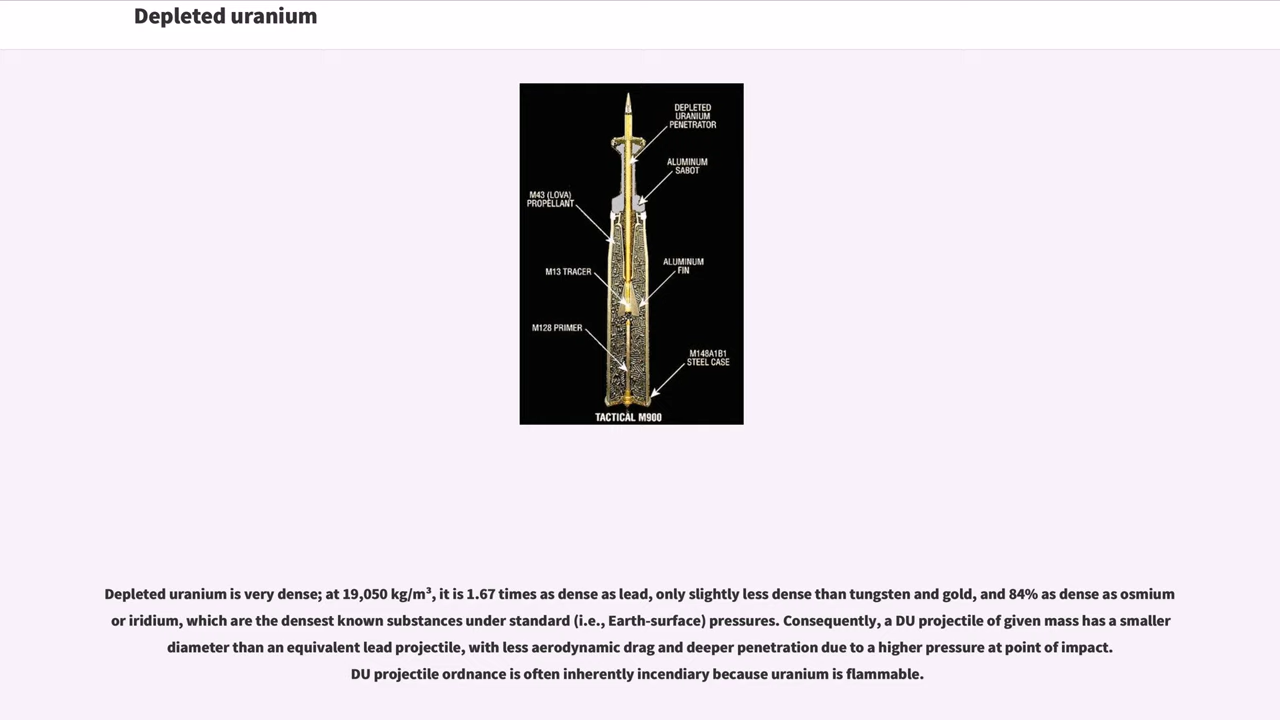 Depleted uranium
DEPLETED
URANIUM
PENETRATOR
ALUMINUM
SABOT
M43 (LOVA)
PROPELLANT
ALUMINUM
FIN
M13 TRACER
M128 PRIMER
M148A1B1
STEEL CASE
TACTICAL M900
Depleted uranium is very dense; at 19,050 kg/m³, it is 1.67 times as dense as lead, only slightly less dense than tungsten and gold, and 84% as dense as osmium
or iridium, which are the densest known substances under standard (i.e., Earth-surface) pressures. Consequently, a DU projectile of given mass has a smaller
diameter than an equivalent lead projectile, with less aerodynamic drag and deeper penetration due to a higher pressure at point of impact.
DU projectile ordnance is often inherently incendiary because uranium is flammable.